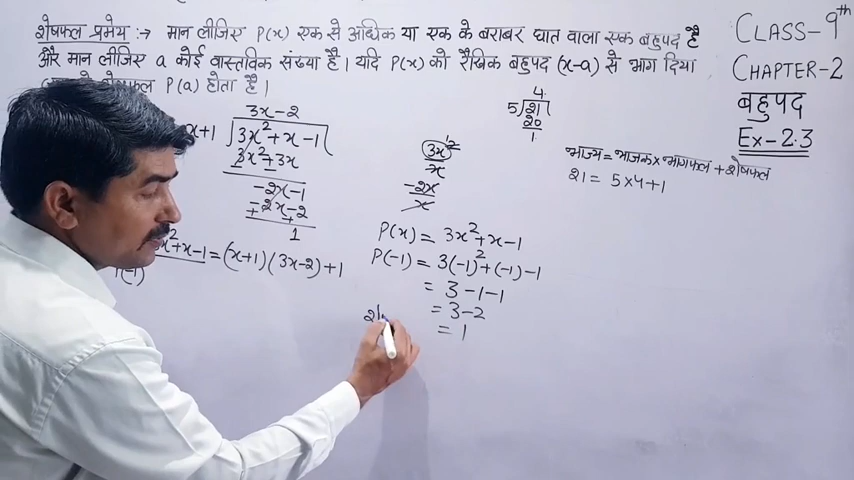 शेषफल प्रमेय :→ मान लीजिए P(x) एक से अधिक या एक के बराबर घात वाला एक बहुपद है
और मान लीजिए a कोई वास्तविक संख्या है। यदि P(x) को रैखिक बहुपद (x-a) से भाग दिया
शेषफल P(a) होता है।
CLASS-9th
CHAPTER-2
बहुपद
Ex-2.3
3x-2
x+1 3x²+x-1
3x²+3x
- -
-2x-1
-2x-2
+ +
1
3x²+x-1 = (x+1)(3x-2)+1
3x²
x
-2x
x
4
5 21
20
1
भाज्य = भाजक × भागफल + शेषफल
21 = 5×4+1
P(x) = 3x²+x-1
P(-1) = 3(-1)²+(-1)-1
= 3-1-1
= 3-2
= 1